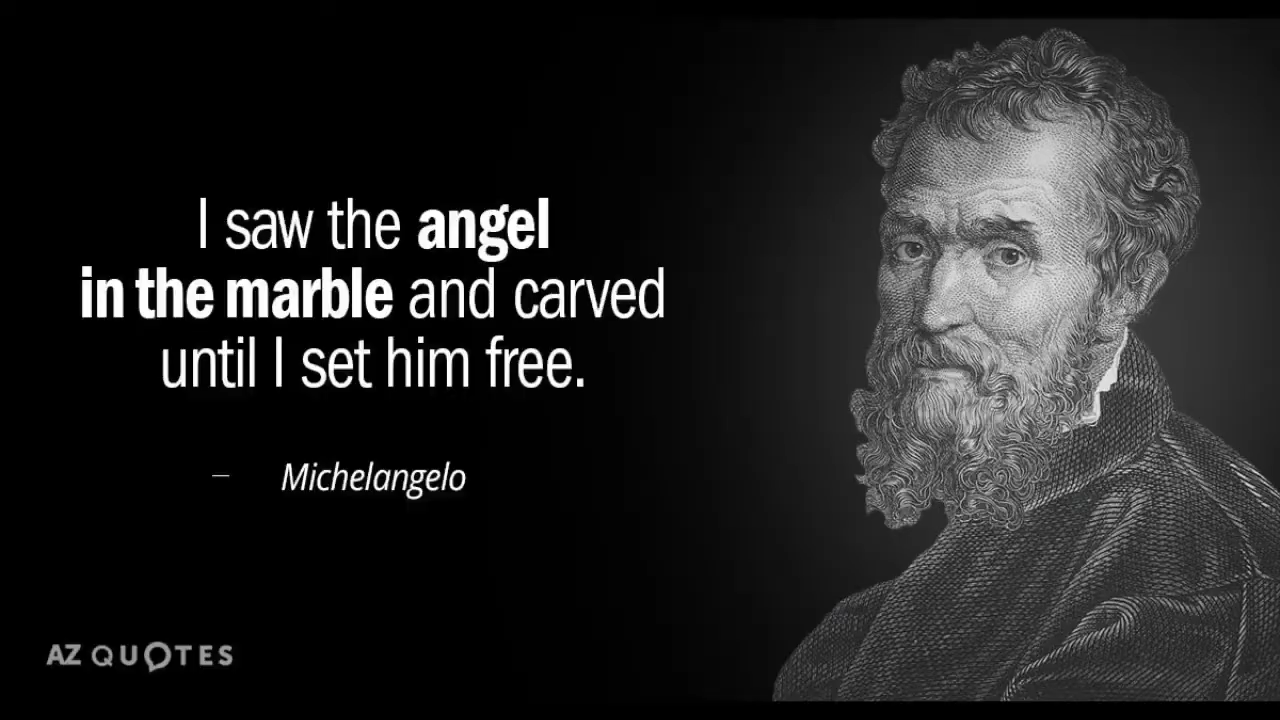 I saw the angel
in the marble and carved
until I set him free.
– Michelangelo
AZ QUOTES